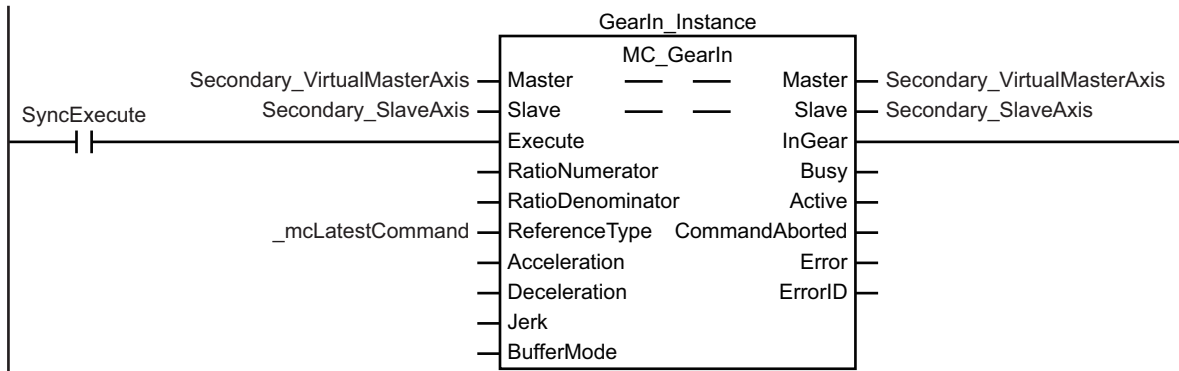 GearIn_Instance
MC_GearIn
Secondary_VirtualMasterAxis Master Master Secondary_VirtualMasterAxis
SyncExecute Secondary_SlaveAxis Slave Slave Secondary_SlaveAxis
Execute InGear
RatioNumerator Busy
RatioDenominator Active
_mcLatestCommand ReferenceType CommandAborted
Acceleration Error
Deceleration ErrorID
Jerk
BufferMode